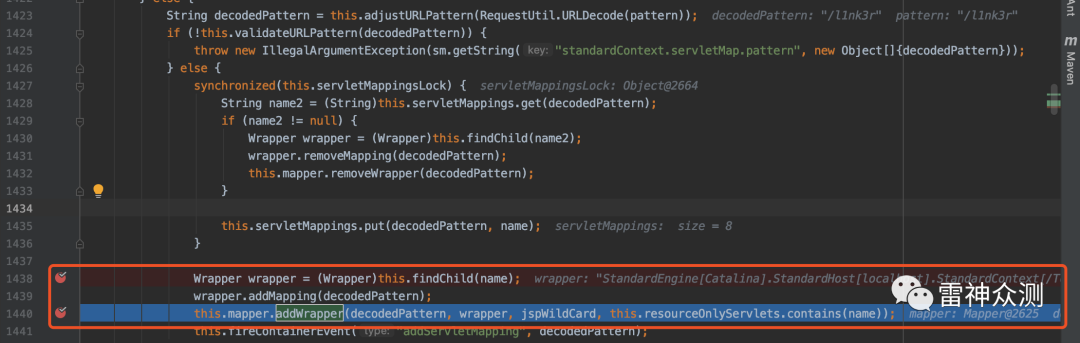 1422 } else {
1423 String decodedPattern = this.adjustURLPattern(RequestUtil.URLDecode(pattern)); decodedPattern: "/l1nk3r" pattern: "/l1nk3r"
1424 if (!this.validateURLPattern(decodedPattern)) {
1425 throw new IllegalArgumentException(sm.getString( key: "standardContext.servletMap.pattern", new Object[]{decodedPattern}));
1426 } else {
1427 synchronized(this.servletMappingsLock) { servletMappingsLock: Object@2664
1428 String name2 = (String)this.servletMappings.get(decodedPattern);
1429 if (name2 != null) {
1430 Wrapper wrapper = (Wrapper)this.findChild(name2);
1431 wrapper.removeMapping(decodedPattern);
1432 this.mapper.removeWrapper(decodedPattern);
1433 }
1434
1435 this.servletMappings.put(decodedPattern, name); servletMappings: size = 8
1436 }
1437
1438 Wrapper wrapper = (Wrapper)this.findChild(name); wrapper: "StandardEngine[Catalina].StandardHost[localhost].StandardContext[/T
1439 wrapper.addMapping(decodedPattern);
1440 this.mapper.addWrapper(decodedPattern, wrapper, jspWildCard, this.resourceOnlyServlets.contains(name)); mapper: Mapper@2625 d
1441 this.fireContainerEvent( type: "addServletMapping", decodedPattern);
Ant
m Maven
雷神众测